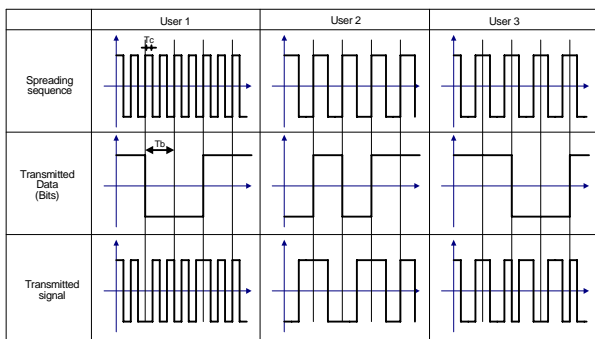 User 1
User 2
User 3
Tc
Spreading
sequence
Tb
Transmitted
Data
(Bits)
Transmitted
signal